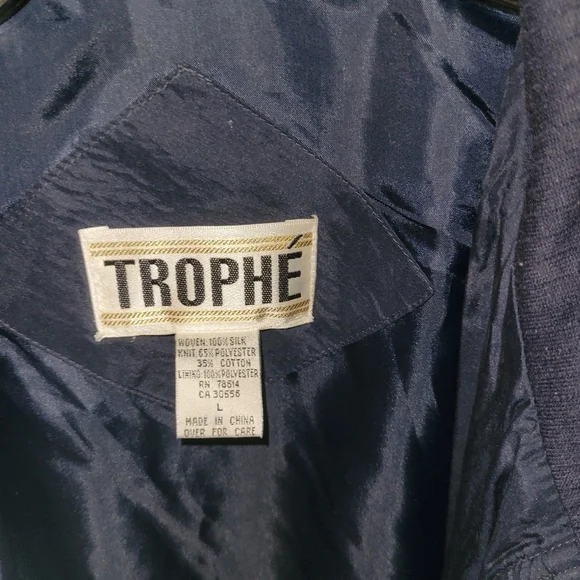 TROPHÉ
WOVEN: 100% SILK
KNIT: 65% POLYESTER
35% COTTON
LINING: 100% POLYESTER
RN 78614
CA 30656
L
MADE IN CHINA
OVER FOR CARE